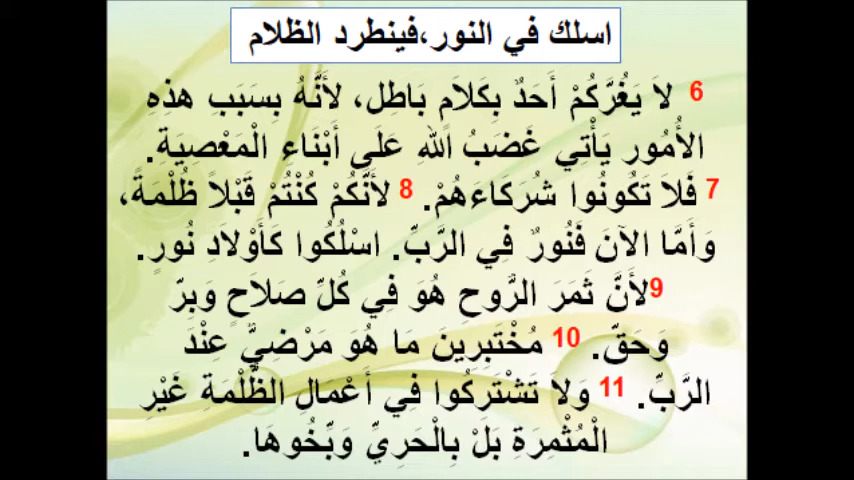 اسلك في النور،فينطرد الظلام
6 لاَ يَغُرَّكُمْ أَحَدٌ بِكَلاَمٍ بَاطِل، لأَنَّهُ بِسَبَبِ هذِهِ
الأُمُورِ يَأْتِي غَضَبُ اللهِ عَلَى أَبْنَاءِ الْمَعْصِيَةِ.
7 فَلاَ تَكُونُوا شُرَكَاءَهُمْ. 8 لأَنَّكُمْ كُنْتُمْ قَبْلاً ظُلْمَةً،
وَأَمَّا الآنَ فَنُورٌ فِي الرَّبِّ. اسْلُكُوا كَأَوْلاَدِ نُورٍ.
9لأَنَّ ثَمَرَ الرُّوحِ هُوَ فِي كُلِّ صَلاَحٍ وَبِرّ
وَحَقّ. 10 مُخْتَبِرِينَ مَا هُوَ مَرْضِيٌّ عِنْدَ
الرَّبِّ. 11 وَلاَ تَشْتَرِكُوا فِي أَعْمَالِ الظُّلْمَةِ غَيْرِ
الْمُثْمِرَةِ بَلْ بِالْحَرِيِّ وَبِّخُوهَا.